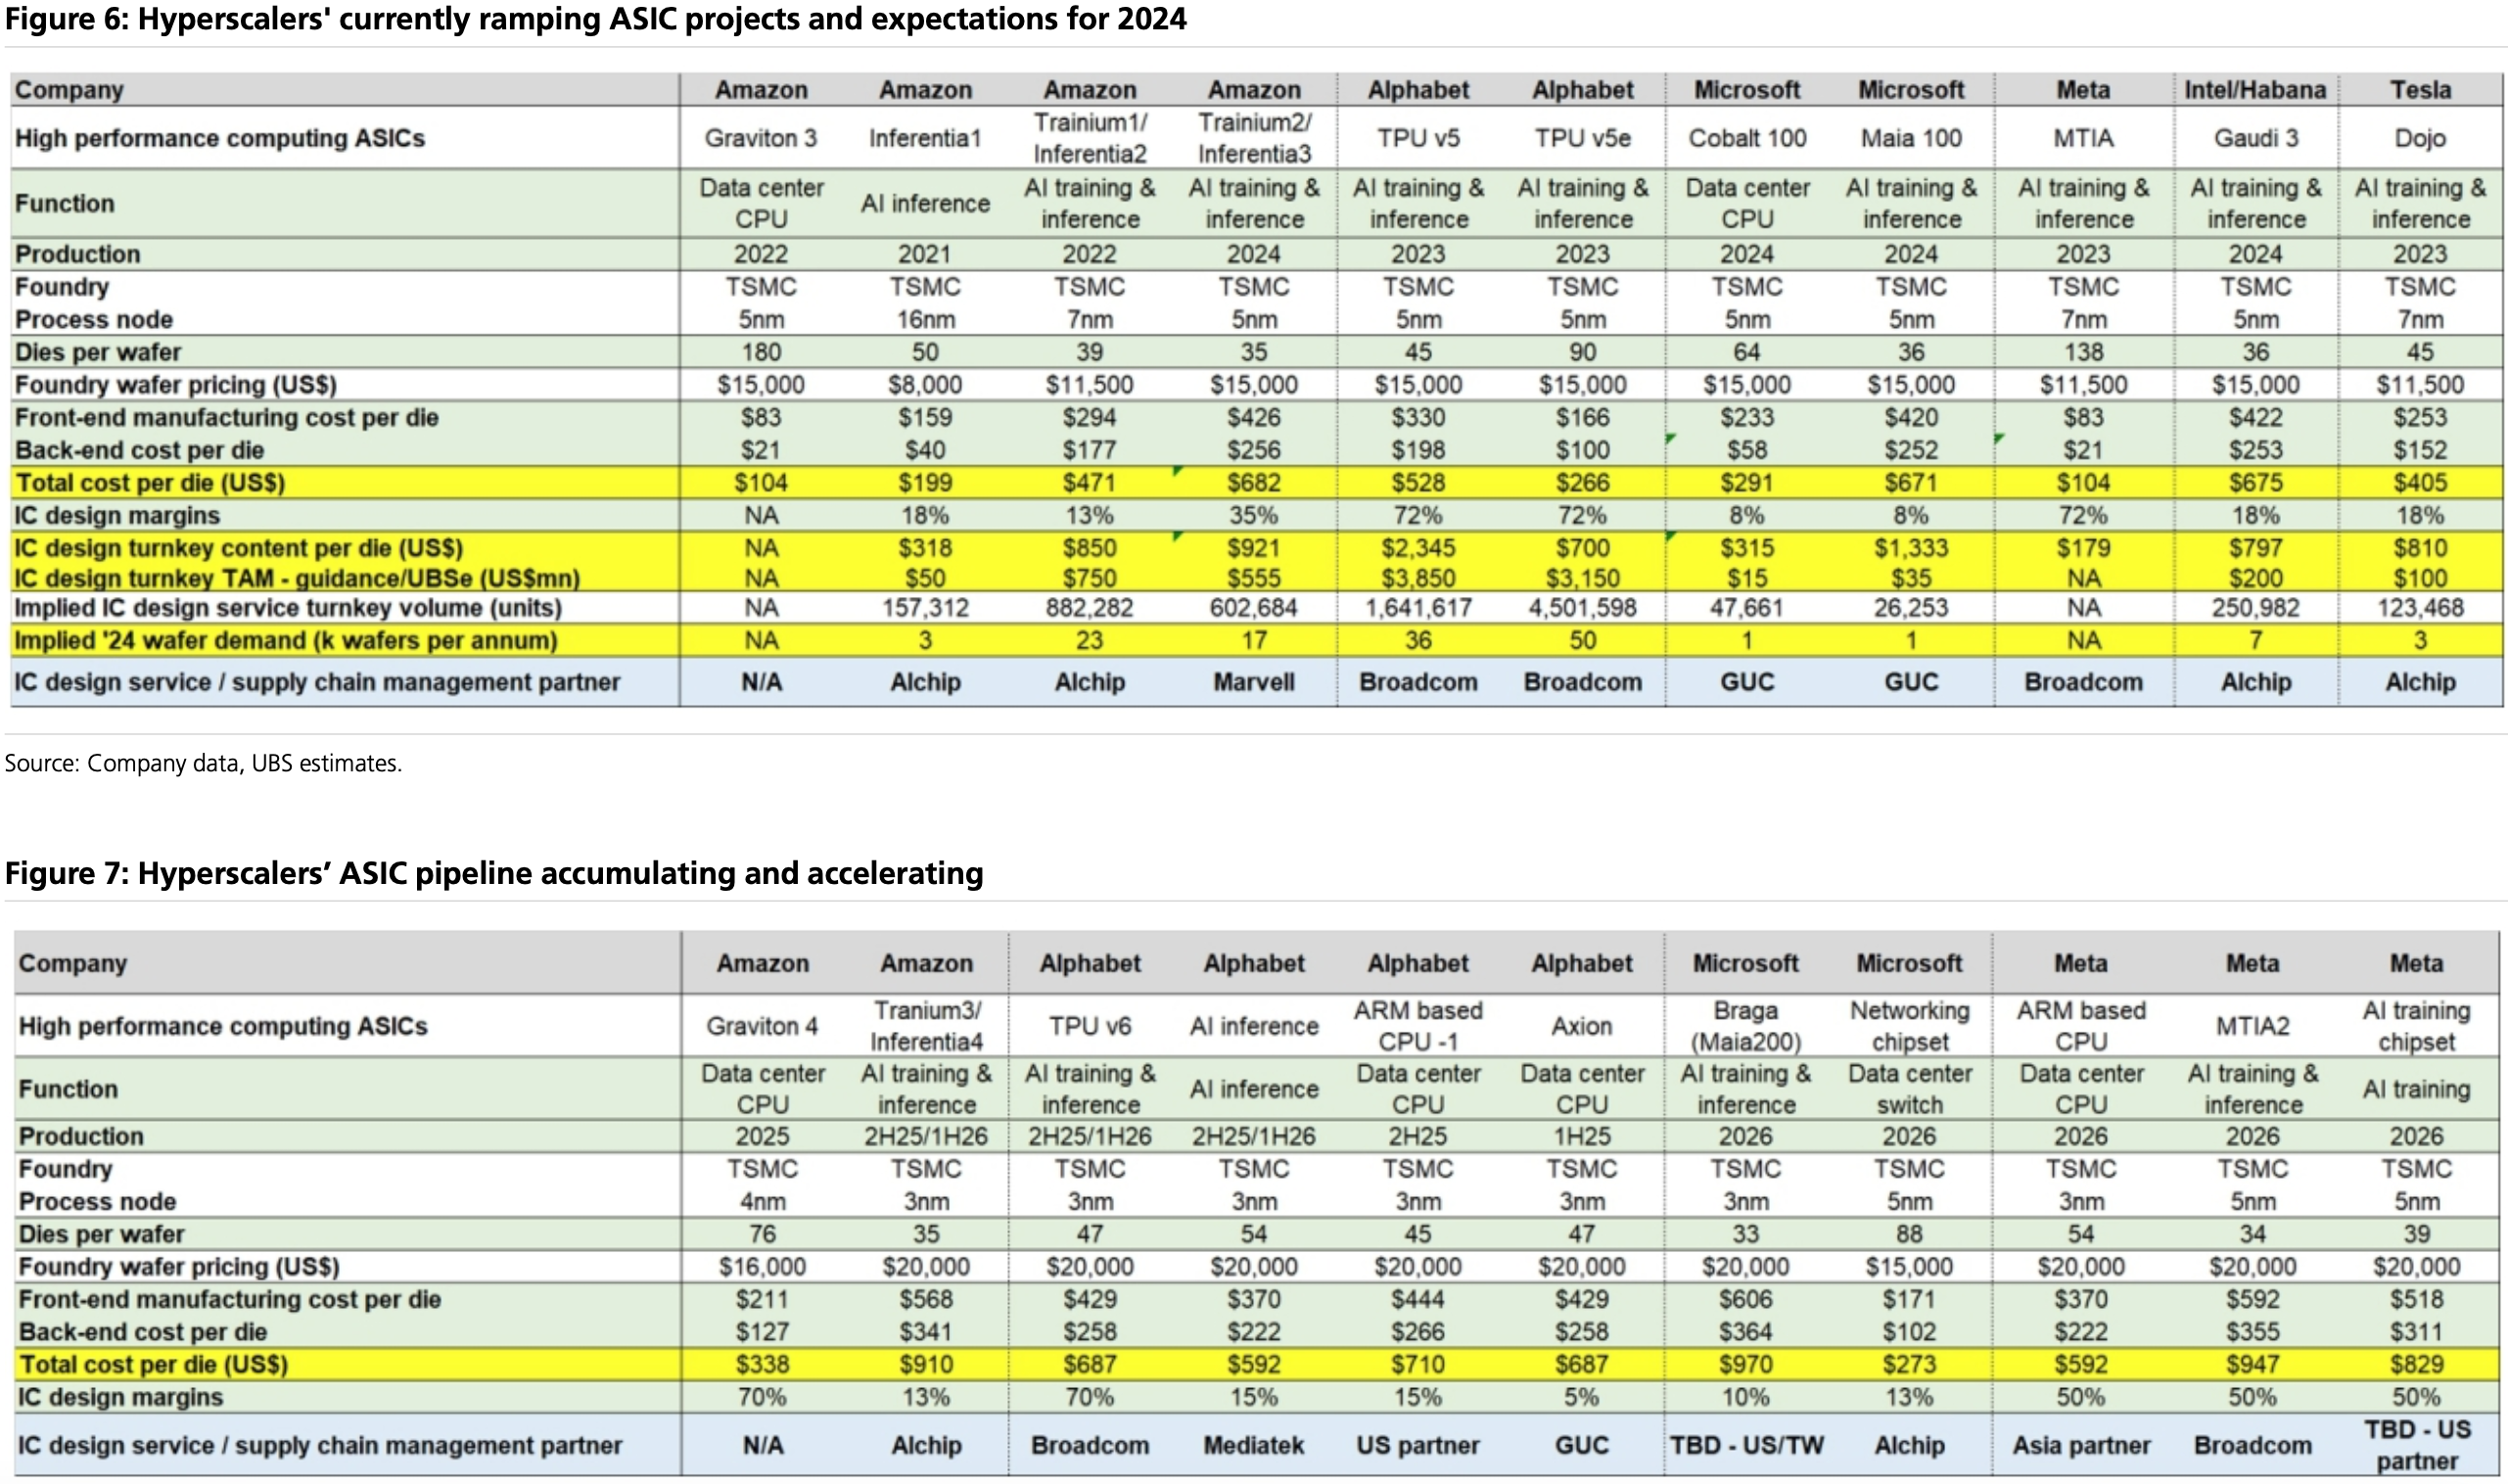 Figure 6: Hyperscalers' currently ramping ASIC projects and expectations for 2024
Company Amazon Amazon Amazon Amazon Alphabet Alphabet Microsoft Microsoft Meta Intel/Habana Tesla
High performance computing ASICs Graviton 3 Inferentia1 Trainium1/ Inferentia2 Trainium2/ Inferentia3 TPU v5 TPU v5e Cobalt 100 Maia 100 MTIA Gaudi 3 Dojo
Function Data center CPU AI inference AI training & inference AI training & inference AI training & inference AI training & inference Data center CPU AI training & inference AI training & inference AI training & inference AI training & inference
Production 2022 2021 2022 2024 2023 2023 2024 2024 2023 2024 2023
Foundry TSMC TSMC TSMC TSMC TSMC TSMC TSMC TSMC TSMC TSMC TSMC
Process node 5nm 16nm 7nm 5nm 5nm 5nm 5nm 5nm 7nm 5nm 7nm
Dies per wafer 180 50 39 35 45 90 64 36 138 36 45
Foundry wafer pricing (US$) $15,000 $8,000 $11,500 $15,000 $15,000 $15,000 $15,000 $15,000 $11,500 $15,000 $11,500
Front-end manufacturing cost per die $83 $159 $294 $426 $330 $166 $233 $420 $83 $422 $253
Back-end cost per die $21 $40 $177 $256 $198 $100 $58 $252 $21 $253 $152
Total cost per die (US$) $104 $199 $471 $682 $528 $266 $291 $671 $104 $675 $405
IC design margins NA 18% 13% 35% 72% 72% 8% 8% 72% 18% 18%
IC design turnkey content per die (US$) NA $318 $850 $921 $2,345 $700 $315 $1,333 $179 $797 $810
IC design turnkey TAM - guidance/UBSe (US$mn) NA $50 $750 $555 $3,850 $3,150 $15 $35 NA $200 $100
Implied IC design service turnkey volume (units) NA 157,312 882,282 602,684 1,641,617 4,501,598 47,661 26,253 NA 250,982 123,468
Implied '24 wafer demand (k wafers per annum) NA 3 23 17 36 50 1 1 NA 7 3
IC design service / supply chain management partner N/A Alchip Alchip Marvell Broadcom Broadcom GUC GUC Broadcom Alchip Alchip
Source: Company data, UBS estimates.
Figure 7: Hyperscalers’ ASIC pipeline accumulating and accelerating
Company Amazon Amazon Alphabet Alphabet Alphabet Alphabet Microsoft Microsoft Meta Meta Meta
High performance computing ASICs Graviton 4 Tranium3/ Inferentia4 TPU v6 AI inference ARM based CPU -1 Axion Braga (Maia200) Networking chipset ARM based CPU MTIA2 AI training chipset
Function Data center CPU AI training & inference AI training & inference AI inference Data center CPU Data center CPU AI training & inference Data center switch Data center CPU AI training & inference AI training
Production 2025 2H25/1H26 2H25/1H26 2H25/1H26 2H25 1H25 2026 2026 2026 2026 2026
Foundry TSMC TSMC TSMC TSMC TSMC TSMC TSMC TSMC TSMC TSMC TSMC
Process node 4nm 3nm 3nm 3nm 3nm 3nm 3nm 5nm 3nm 5nm 5nm
Dies per wafer 76 35 47 54 45 47 33 88 54 34 39
Foundry wafer pricing (US$) $16,000 $20,000 $20,000 $20,000 $20,000 $20,000 $20,000 $15,000 $20,000 $20,000 $20,000
Front-end manufacturing cost per die $211 $568 $429 $370 $444 $429 $606 $171 $370 $592 $518
Back-end cost per die $127 $341 $258 $222 $266 $258 $364 $102 $222 $355 $311
Total cost per die (US$) $338 $910 $687 $592 $710 $687 $970 $273 $592 $947 $829
IC design margins 70% 13% 70% 15% 15% 5% 10% 13% 50% 50% 50%
IC design service / supply chain management partner N/A Alchip Broadcom Mediatek US partner GUC TBD - US/TW Alchip Asia partner Broadcom TBD - US partner